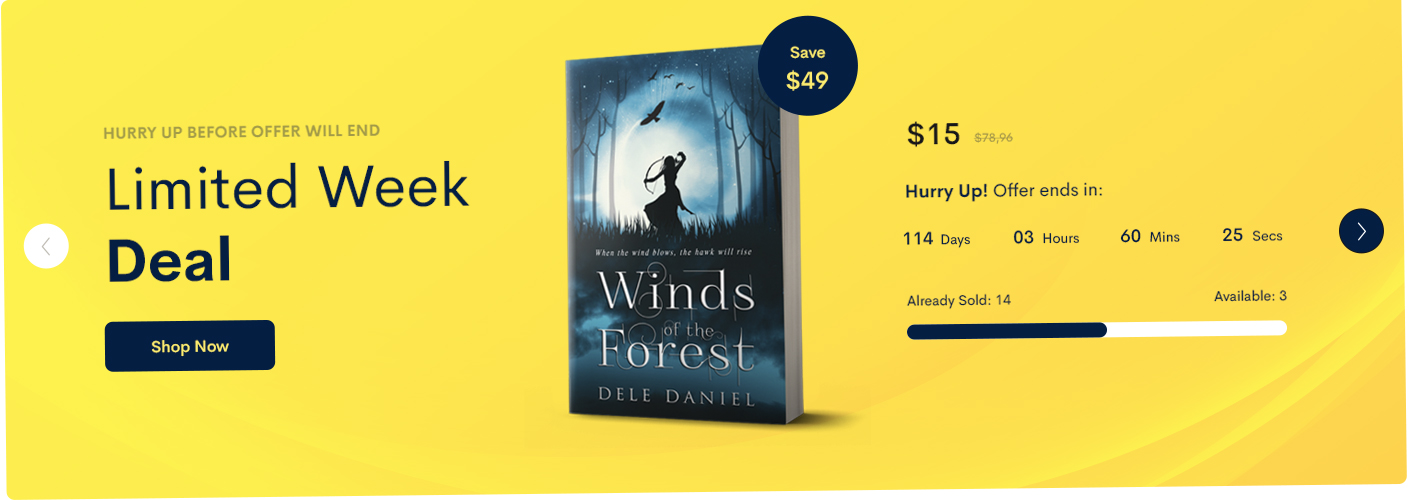 HURRY UP BEFORE OFFER WILL END
Limited Week
Deal
Shop Now
Save
$49
When the wind blows, the hawk will rise
Winds
of the
Forest
DELE DANIEL
$15 $78,96
Hurry Up! Offer ends in:
114 Days 03 Hours 60 Mins 25 Secs
Already Sold: 14 Available: 3